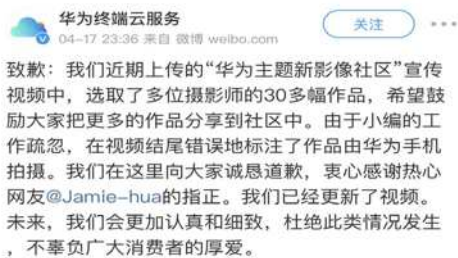 华为终端云服务
关注
04-17 23:36 来自 微博 weibo.com
致歉：我们近期上传的“华为主题新影像社区”宣传
视频中，选取了多位摄影师的30多幅作品，希望鼓
励大家把更多的作品分享到社区中。由于小编的工
作疏忽，在视频结尾错误地标注了作品由华为手机
拍摄。我们在这里向大家诚恳道歉，衷心感谢热心
网友@Jamie-hua的指正。我们已经更新了视频。
未来，我们会更加认真和细致，杜绝此类情况发生
，不辜负广大消费者的厚爱。